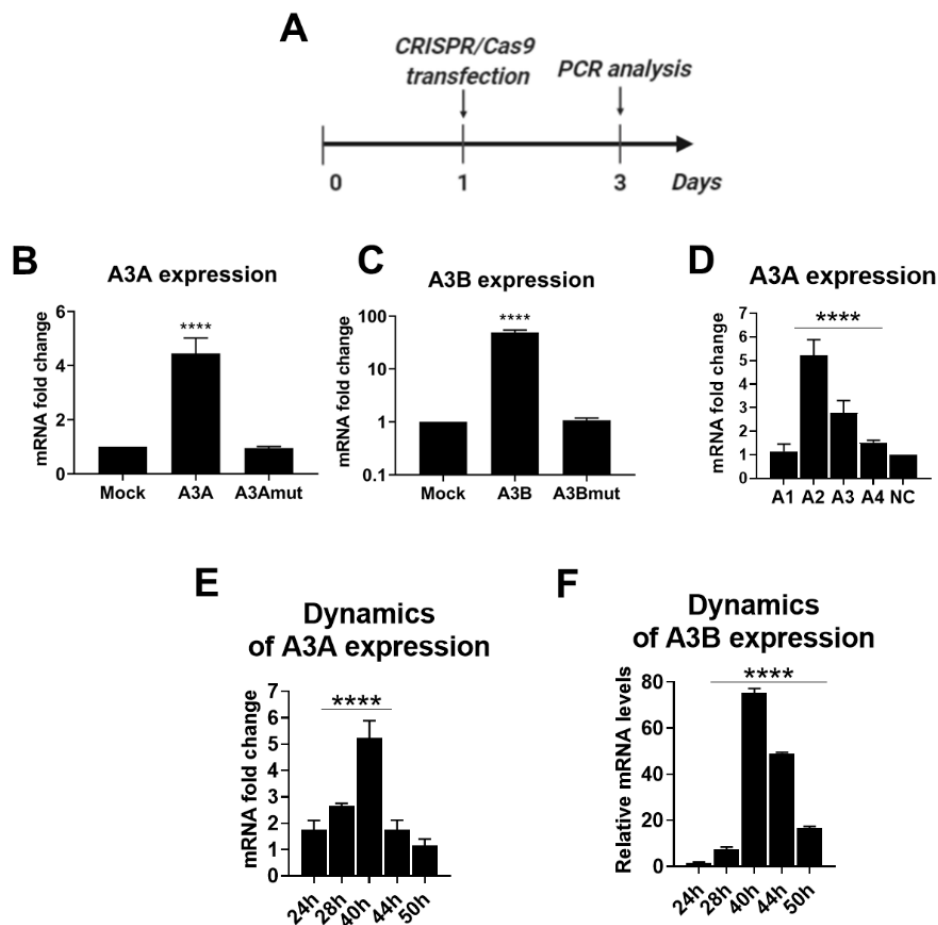 A
CRISPR/Cas9
transfection
PCR analysis
0 1 3 Days
B
A3A expression
mRNA fold change
6
4
2
0
****
Mock A3A A3Amut
C
A3B expression
mRNA fold change
100
10
1
0.1
****
Mock A3B A3Bmut
D
A3A expression
mRNA fold change
7
6
5
2
1
0
****
A1 A2 A3 A4 NC
E
Dynamics
of A3A expression
mRNA fold change
7
6
5
4
3
2
1
0
****
24h 28h 40h 44h 50h
F
Dynamics
of A3B expression
Relative mRNA levels
80
60
40
20
0
****
24h 28h 40h 44h 50h